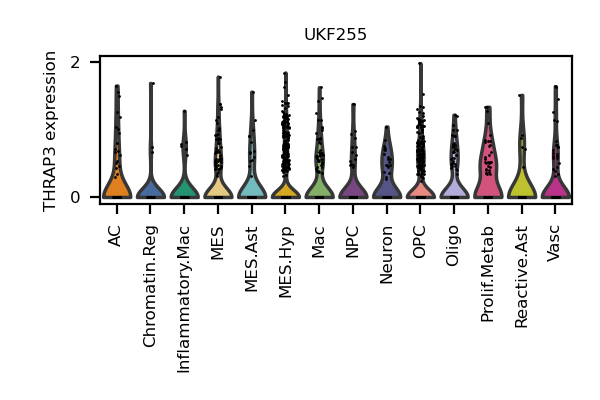 UKF255
THRAP3 expression
2
0
AC
Chromatin.Reg
Inflammatory.Mac
MES
MES.Ast
MES.Hyp
Mac
NPC
Neuron
OPC
Oligo
Prolif.Metab
Reactive.Ast
Vasc